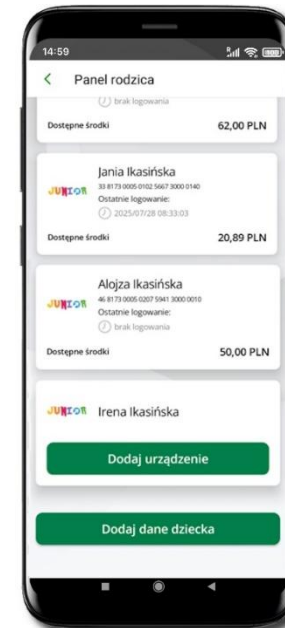 14:59
Panel rodzica
brak logowania
Dostępne środki 62,00 PLN
Jania Ikasińska
33 8173 0005 0102 5667 3000 0140
JUNIOR
Ostatnie logowanie:
2025/07/28 08:33:03
Dostępne środki 20,89 PLN
Alojza Ikasińska
46 8173 0005 0207 5941 3000 0010
JUNIOR
Ostatnie logowanie:
brak logowania
Dostępne środki 50,00 PLN
JUNIOR Irena Ikasińska
Dodaj urządzenie
Dodaj dane dziecka